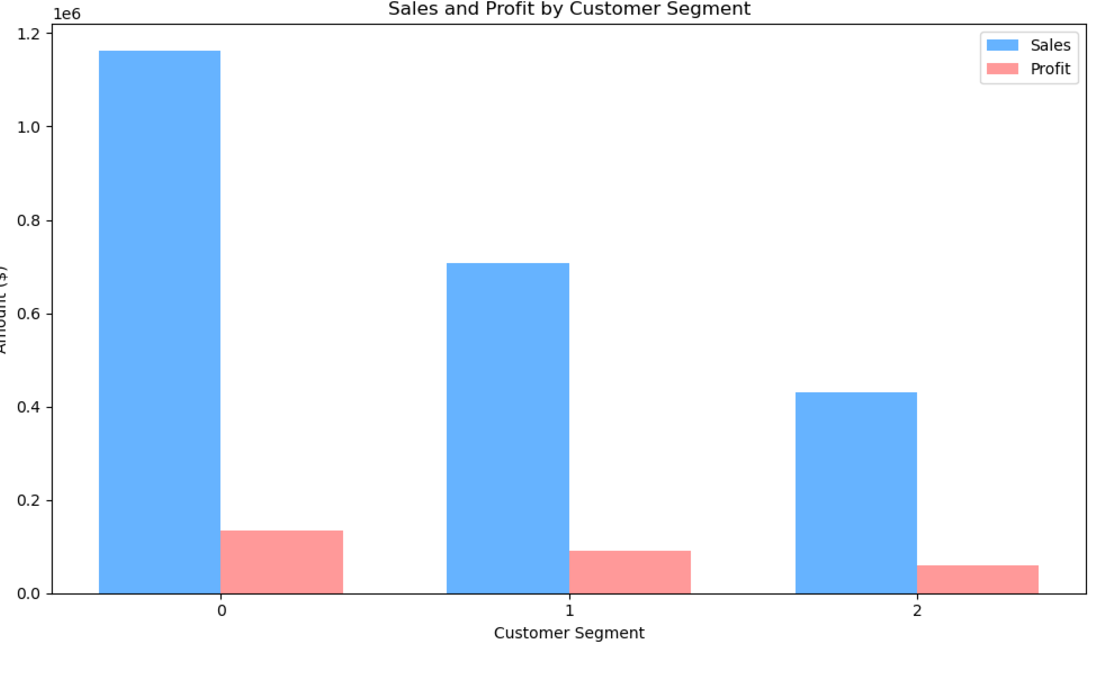 Sales and Profit by Customer Segment
1e6
1.2
1.0
0.8
0.6
0.4
0.2
0.0
Amount ($)
Sales
Profit
0 1 2
Customer Segment